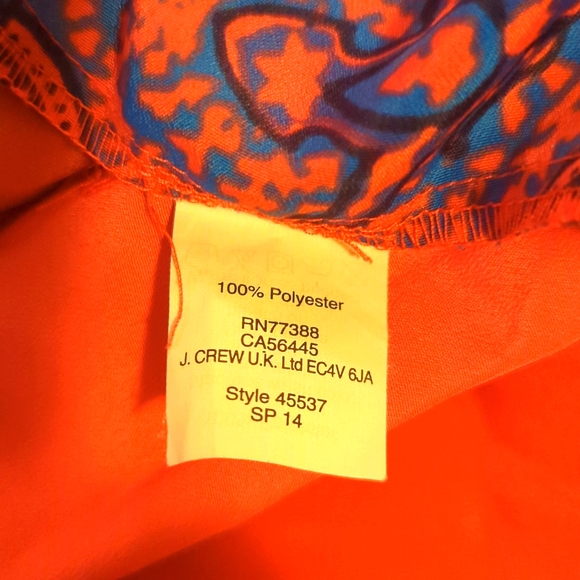 100% Polyester
RN77388
CA56445
J. CREW U.K. Ltd EC4V 6JA
Style 45537
SP 14